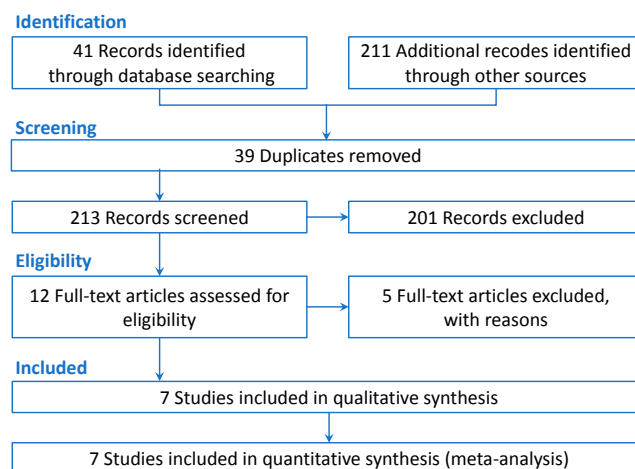 Identification
41 Records identified
through database searching
211 Additional recodes identified
through other sources
Screening
39 Duplicates removed
213 Records screened
201 Records excluded
Eligibility
12 Full-text articles assessed for
eligibility
5 Full-text articles excluded,
with reasons
Included
7 Studies included in qualitative synthesis
7 Studies included in quantitative synthesis (meta-analysis)